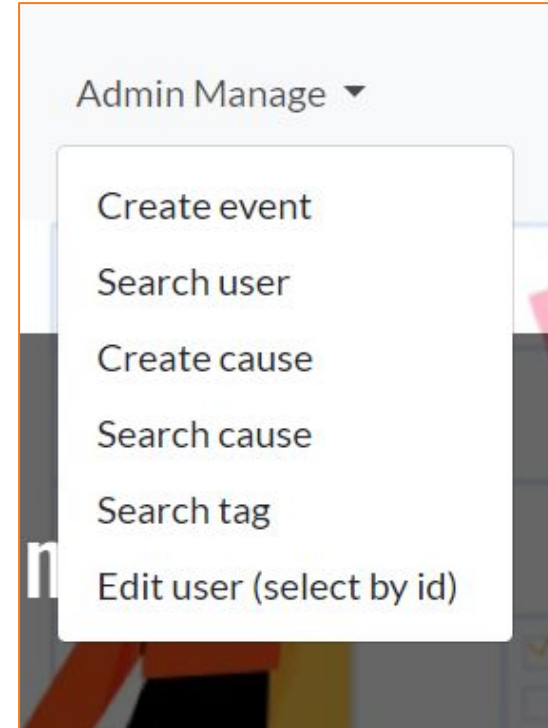 Admin Manage
Create event
Search user
Create cause
Search cause
Search tag
Edit user (select by id)